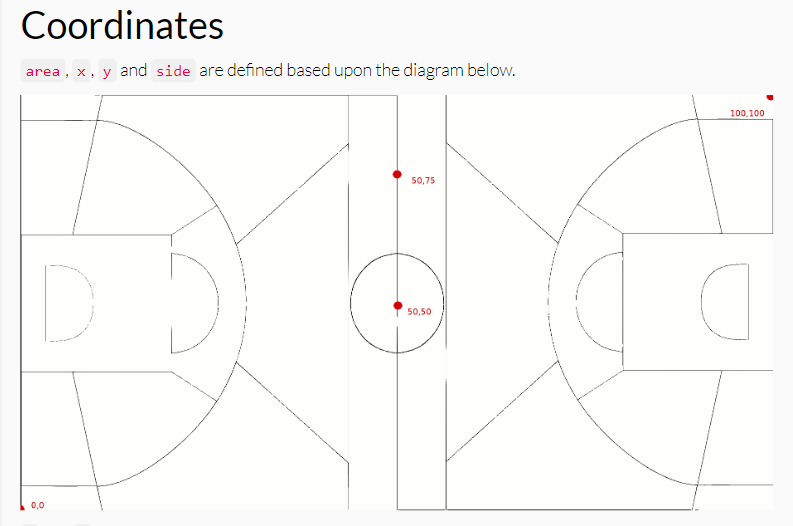 Coordinates
area , x , y and side are defined based upon the diagram below.
100,100
50,75
50,50
0,0